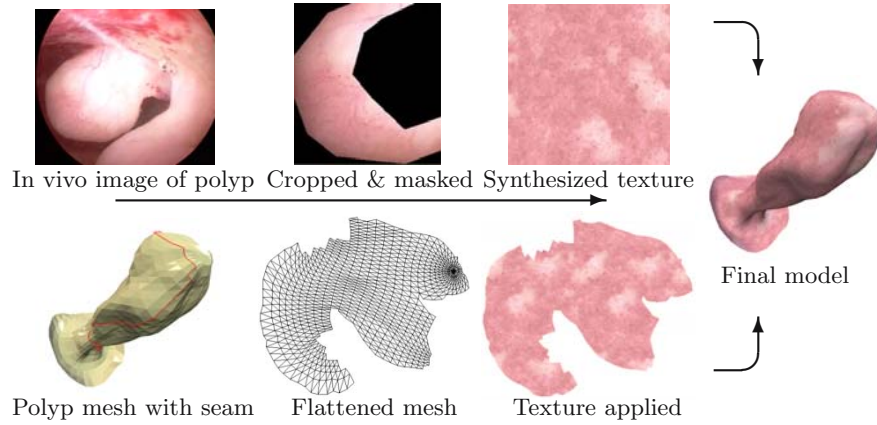 In vivo image of polyp
Cropped & masked
Synthesized texture
Final model
Polyp mesh with seam
Flattened mesh
Texture applied